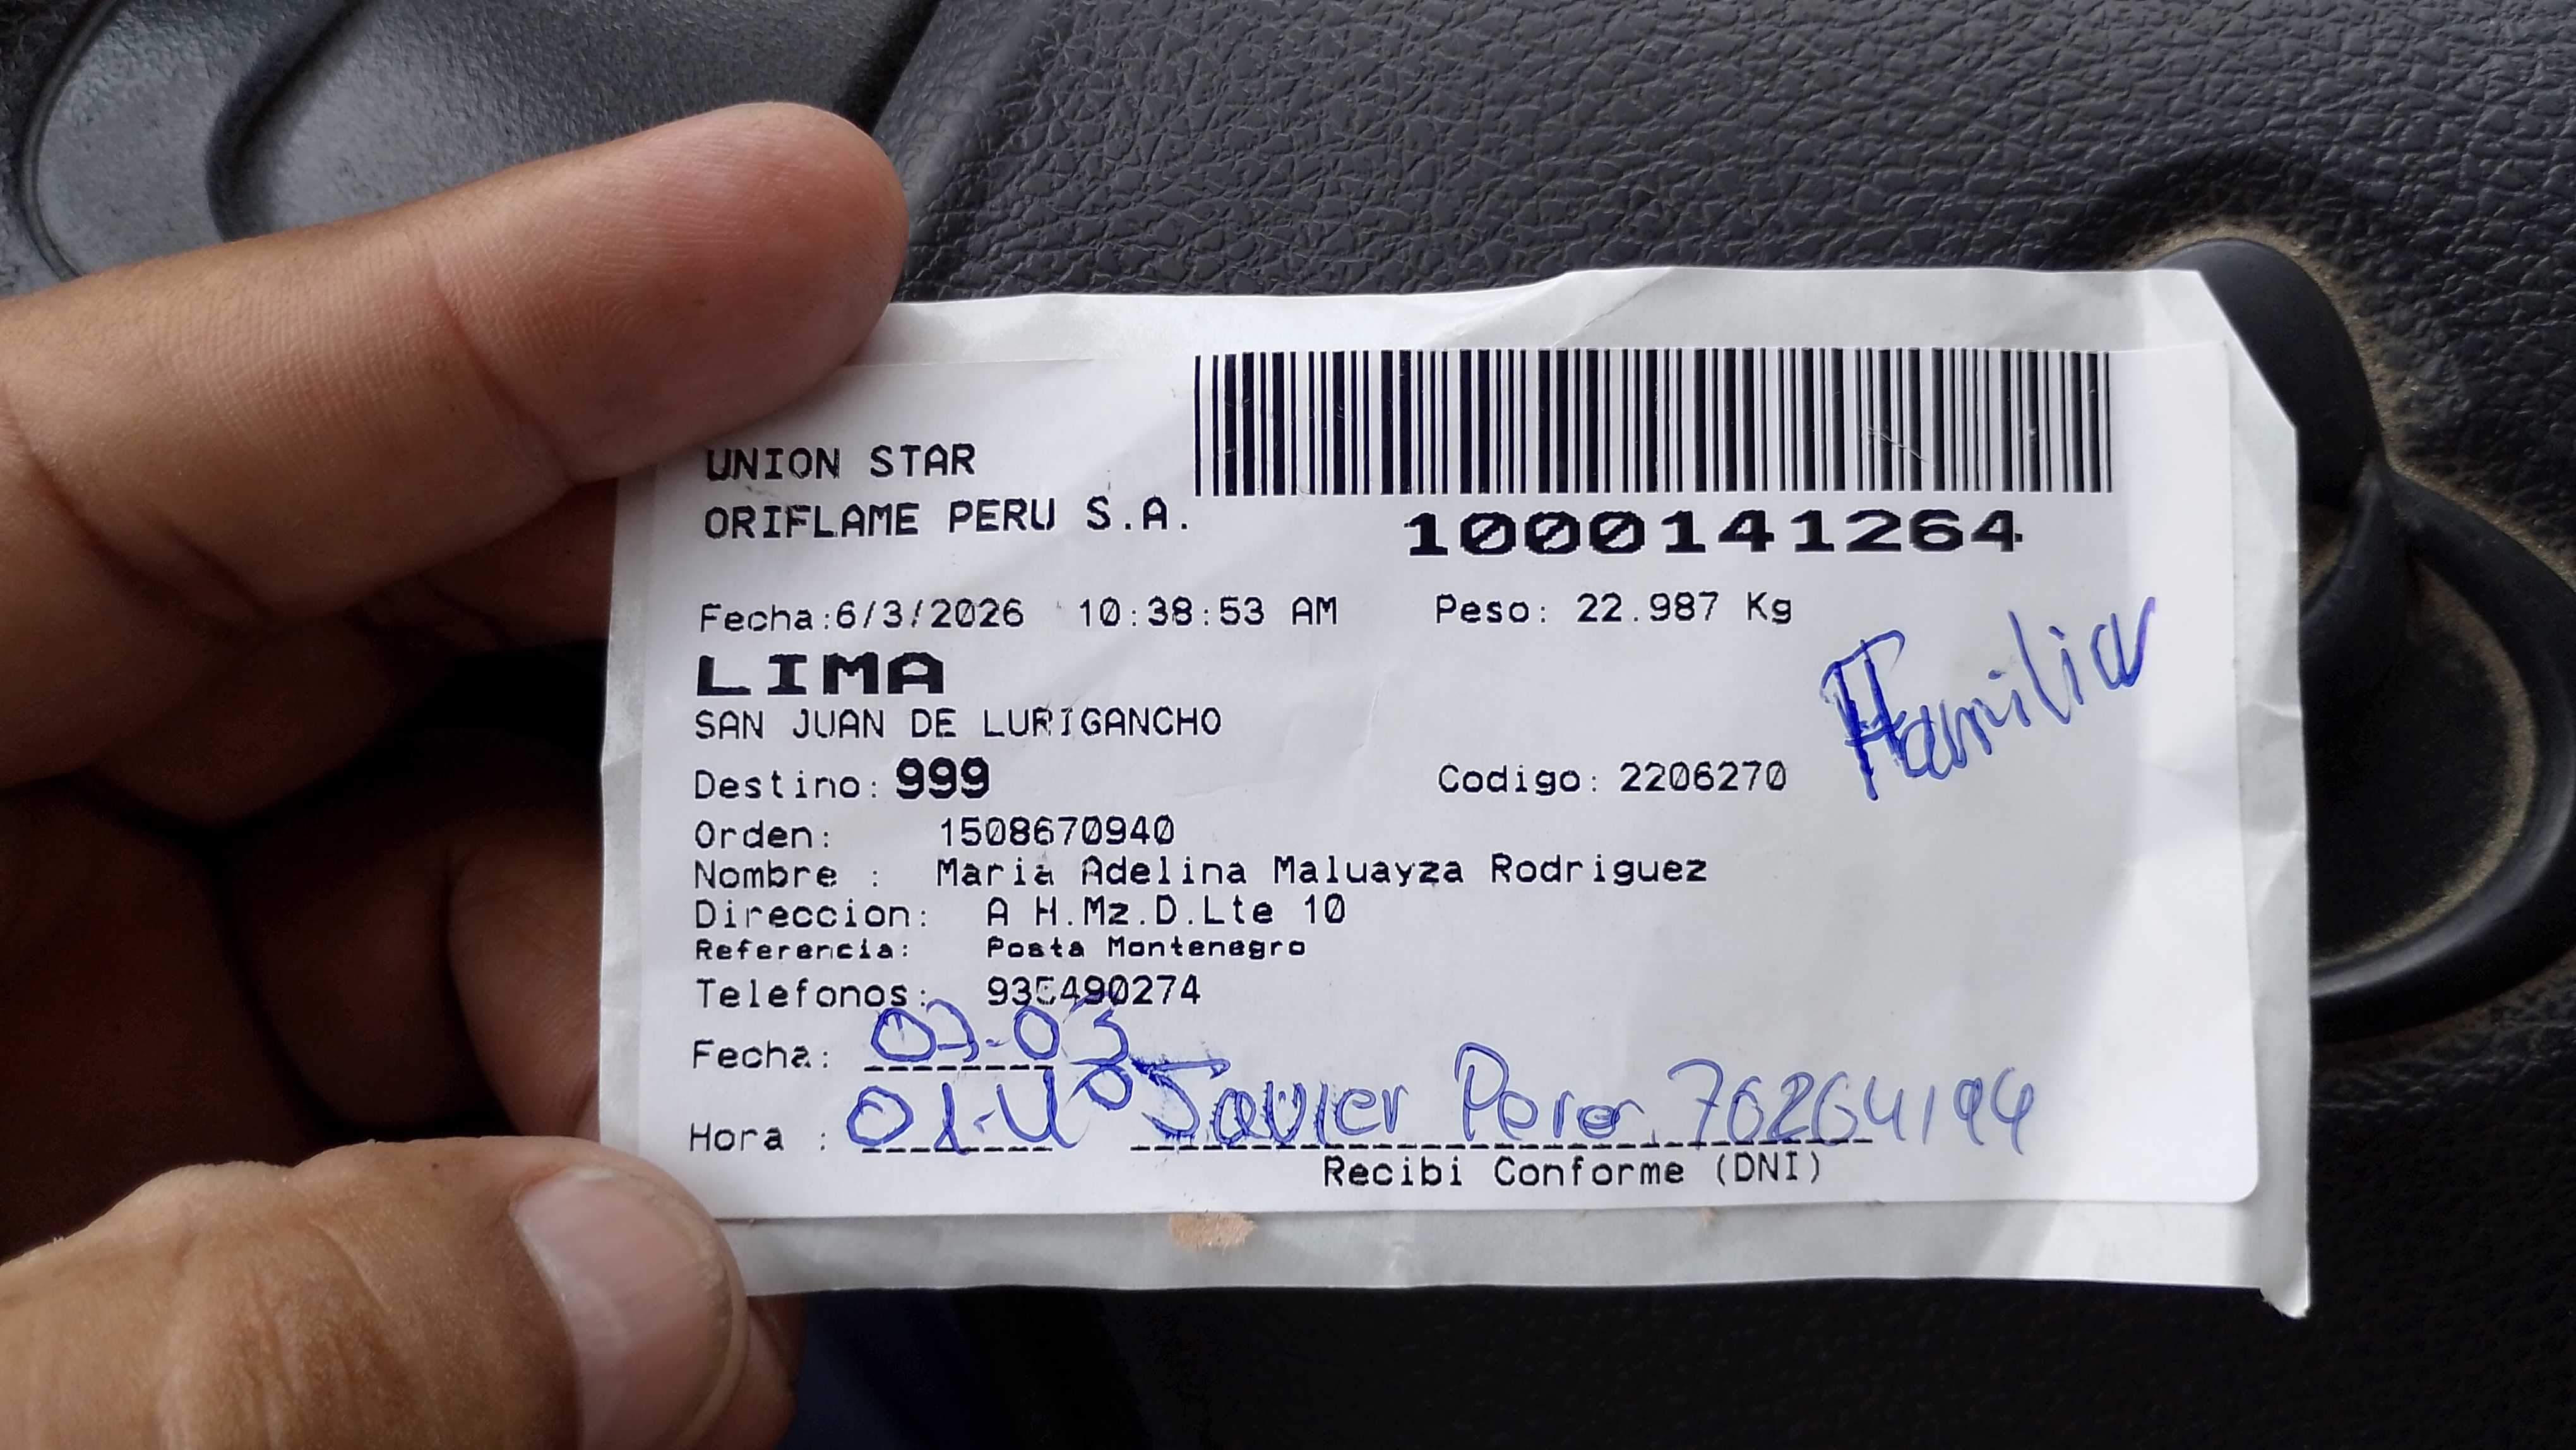 UNION STAR
ORIFLAME PERU S.A.
1000141264
Fecha:6/3/2026 10:38:53 AM Peso: 22.987 Kg
LIMA
SAN JUAN DE LURIGANCHO
Familiar
Destino: 999 Codigo: 2206270
Orden: 1508670940
Nombre : Maria Adelina Maluayza Rodriguez
Direccion: A H.Mz.D.Lte 10
Referencia: Posta Montenegro
Telefonos: 935490274
Fecha:
Hora : Javier
Recibi Conforme (DNI)